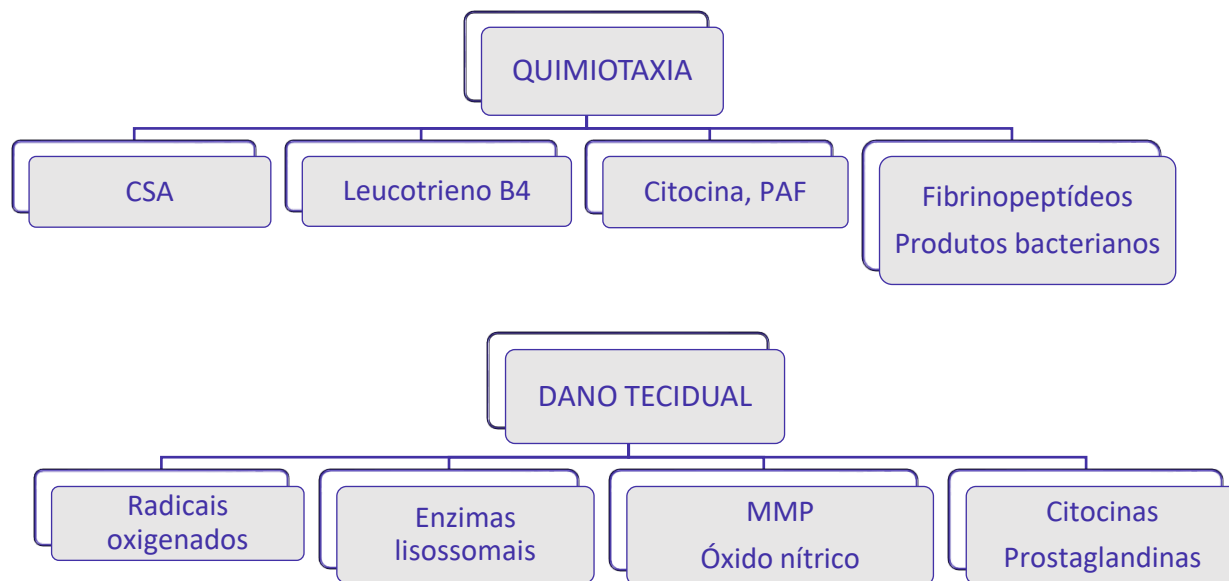 QUIMIOTAXIA
CSA
Leucotrieno B4
Citocina, PAF
Fibrinopeptídeos
Produtos bacterianos
DANO TECIDUAL
Radicais
oxigenados
Enzimas
lisossomais
MMP
Óxido nítrico
Citocinas
Prostaglandinas